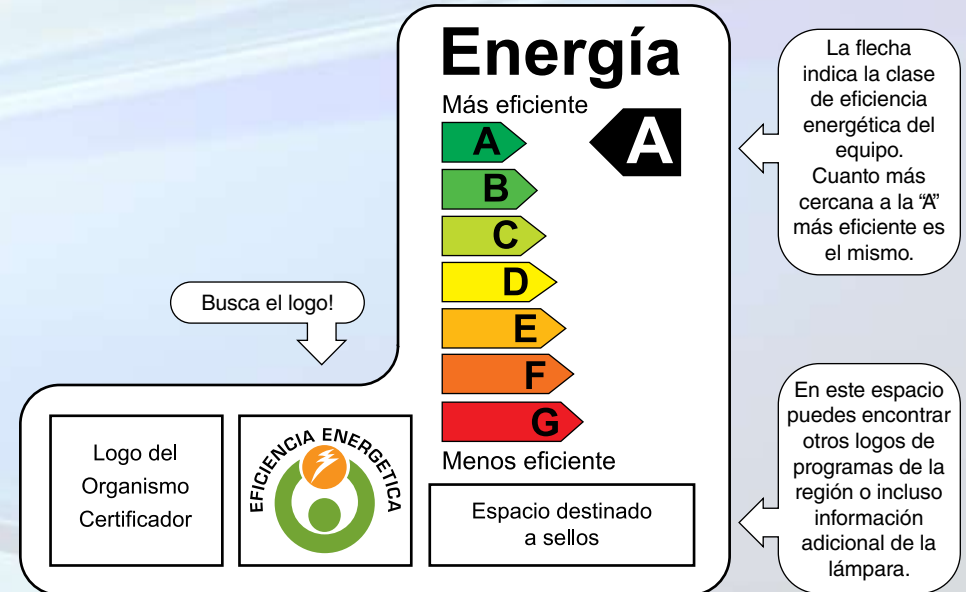 Energía
Más eficiente
A
A
B
C
D
E
F
G
Menos eficiente
La flecha
indica la clase
de eficiencia
energética del
equipo.
Cuanto más
cercana a la “A”
más eficiente es
el mismo.
Busca el logo!
Logo del
Organismo
Certificador
EFICIENCIA ENERGETICA
Espacio destinado
a sellos
En este espacio
puedes encontrar
otros logos de
programas de la
región o incluso
información
adicional de la
lámpara.